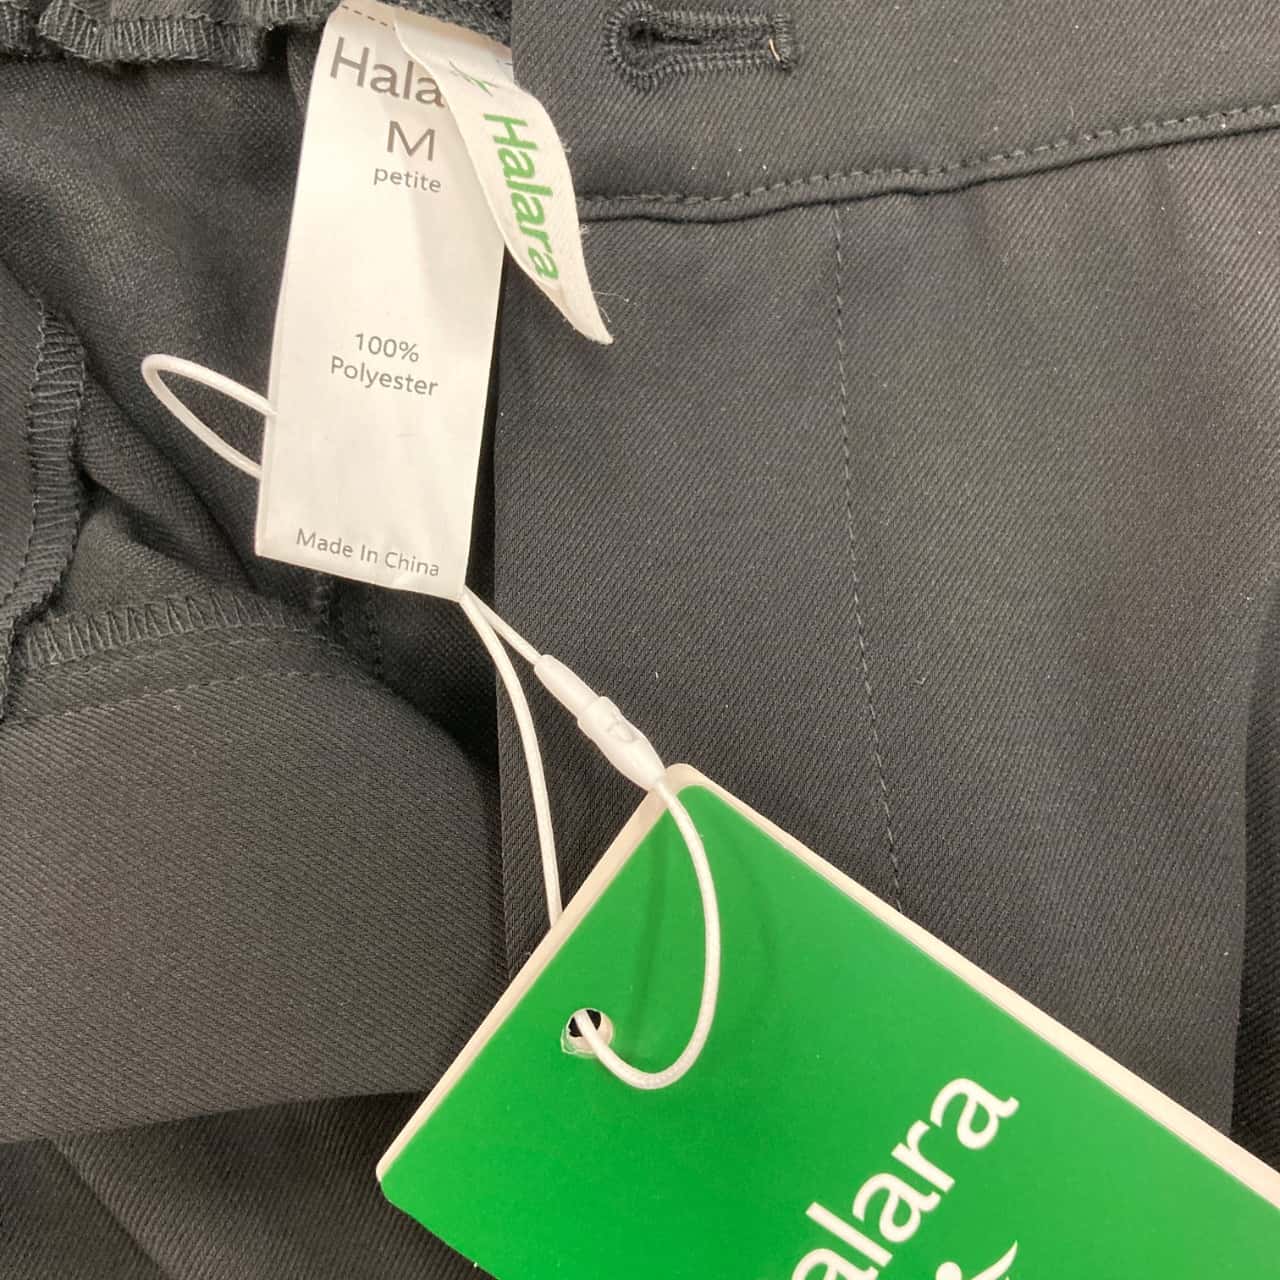 Hala
M
petite
100%
Polyester
Made In China
Halara
alara